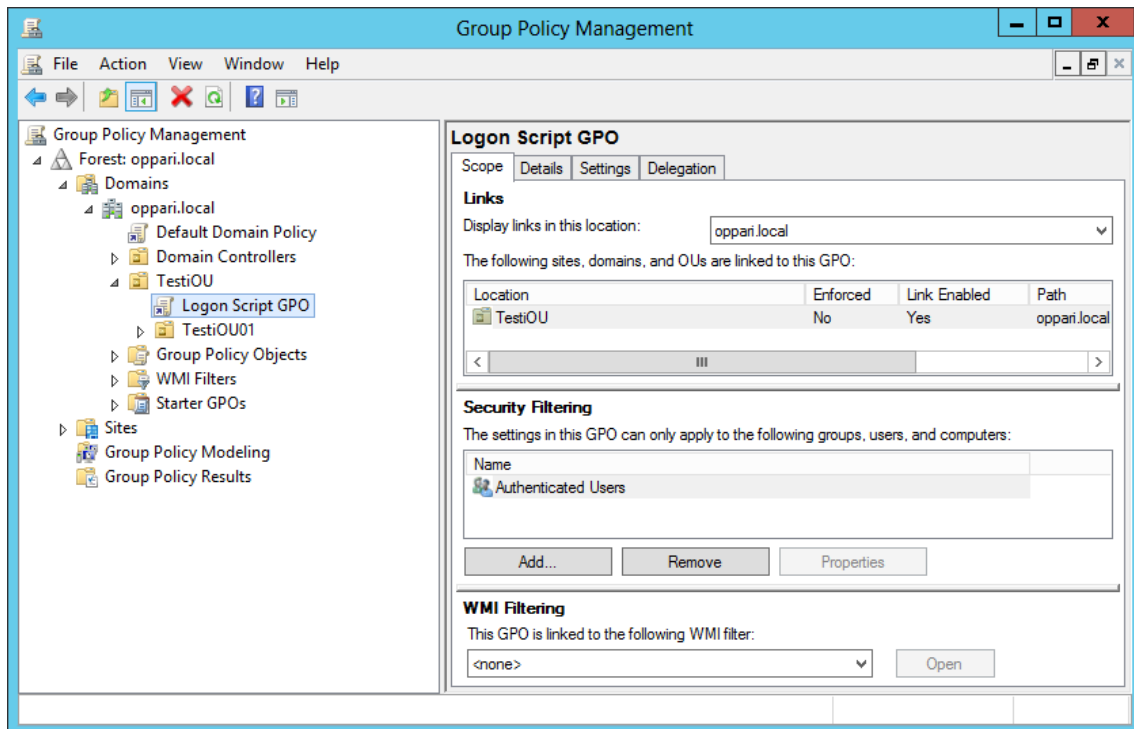 Group Policy Management
File Action View Window Help
Group Policy Management
Forest: oppari.local
Domains
oppari.local
Default Domain Policy
Domain Controllers
TestiOU
Logon Script GPO
TestiOU01
Group Policy Objects
WMI Filters
Starter GPOs
Sites
Group Policy Modeling
Group Policy Results
Logon Script GPO
Scope Details Settings Delegation
Links
Display links in this location: oppari.local
The following sites, domains, and OUs are linked to this GPO:
Location Enforced Link Enabled Path
TestiOU No Yes oppari.local
Security Filtering
The settings in this GPO can only apply to the following groups, users, and computers:
Name
Authenticated Users
Add... Remove Properties
WMI Filtering
This GPO is linked to the following WMI filter:
<none> Open